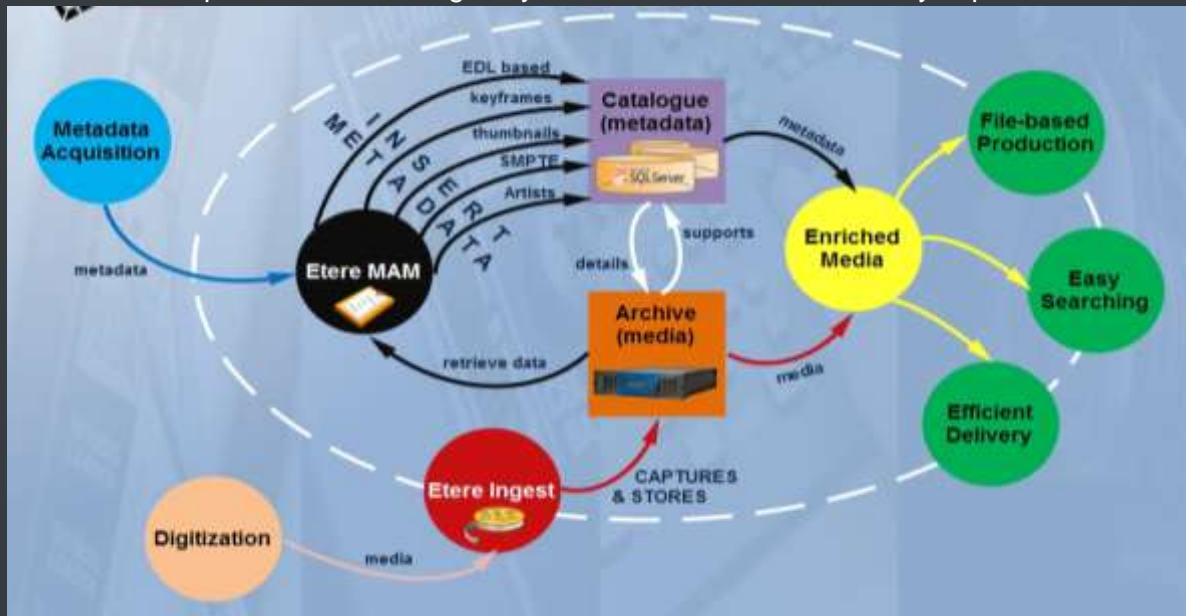 EDL based
keyframes
thumbnails
SMPTE
Artists
INSERT
METADATA
Metadata
Acquisition
metadata
Etere MAM
Catalogue
(metadata)
SQL Server
metadata
details
supports
Archive
(media)
retrieve data
media
Enriched
Media
File-based
Production
Easy
Searching
Efficient
Delivery
Etere Ingest
CAPTURES
& STORES
Digitization
media